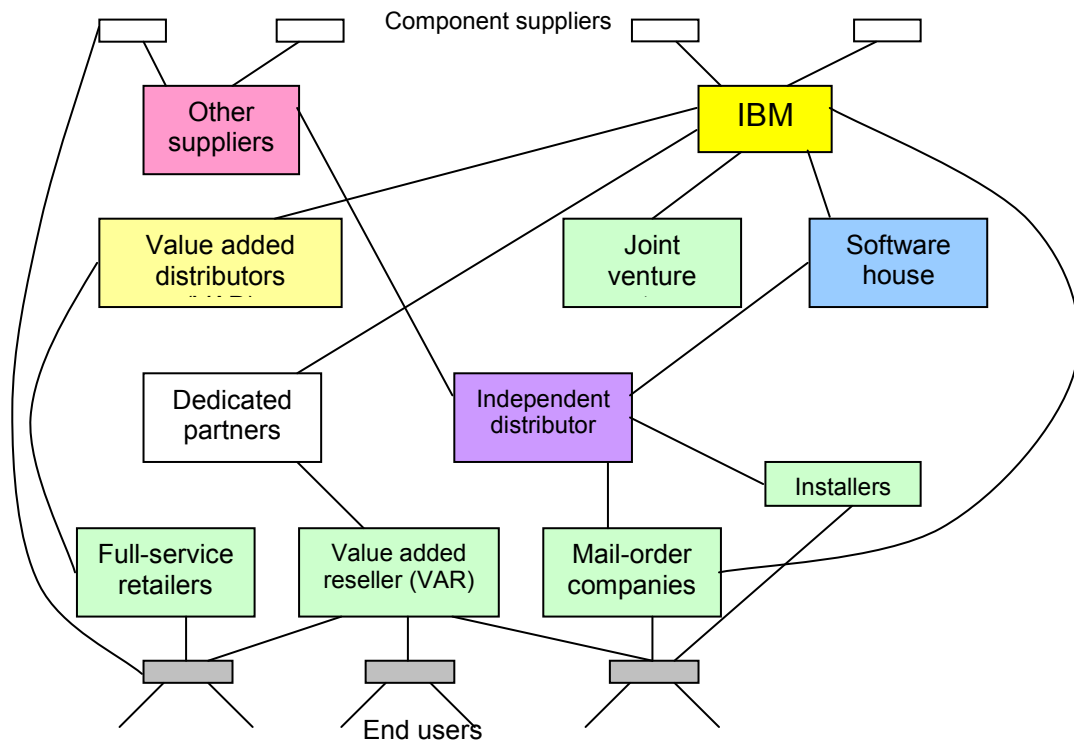 Component suppliers
Other
suppliers
IBM
Value added
distributors
Joint
venture
Software
house
Dedicated
partners
Independent
distributor
Installers
Full-service
retailers
Value added
reseller (VAR)
Mail-order
companies
End users